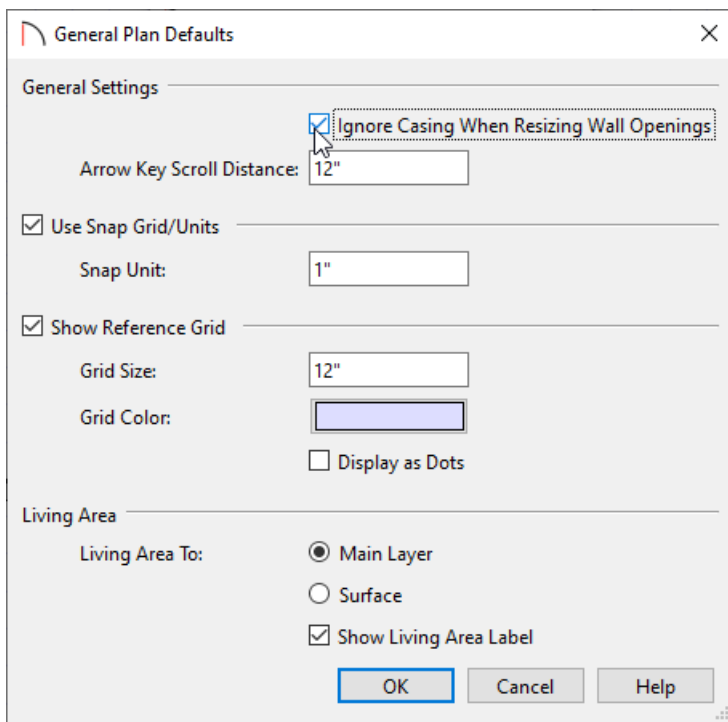 General Plan Defaults
General Settings
Ignore Casing When Resizing Wall Openings
Arrow Key Scroll Distance: 12"
Use Snap Grid/Units
Snap Unit: 1"
Show Reference Grid
Grid Size: 12"
Grid Color:
Display as Dots
Living Area
Living Area To: Main Layer
Surface
Show Living Area Label
OK Cancel Help